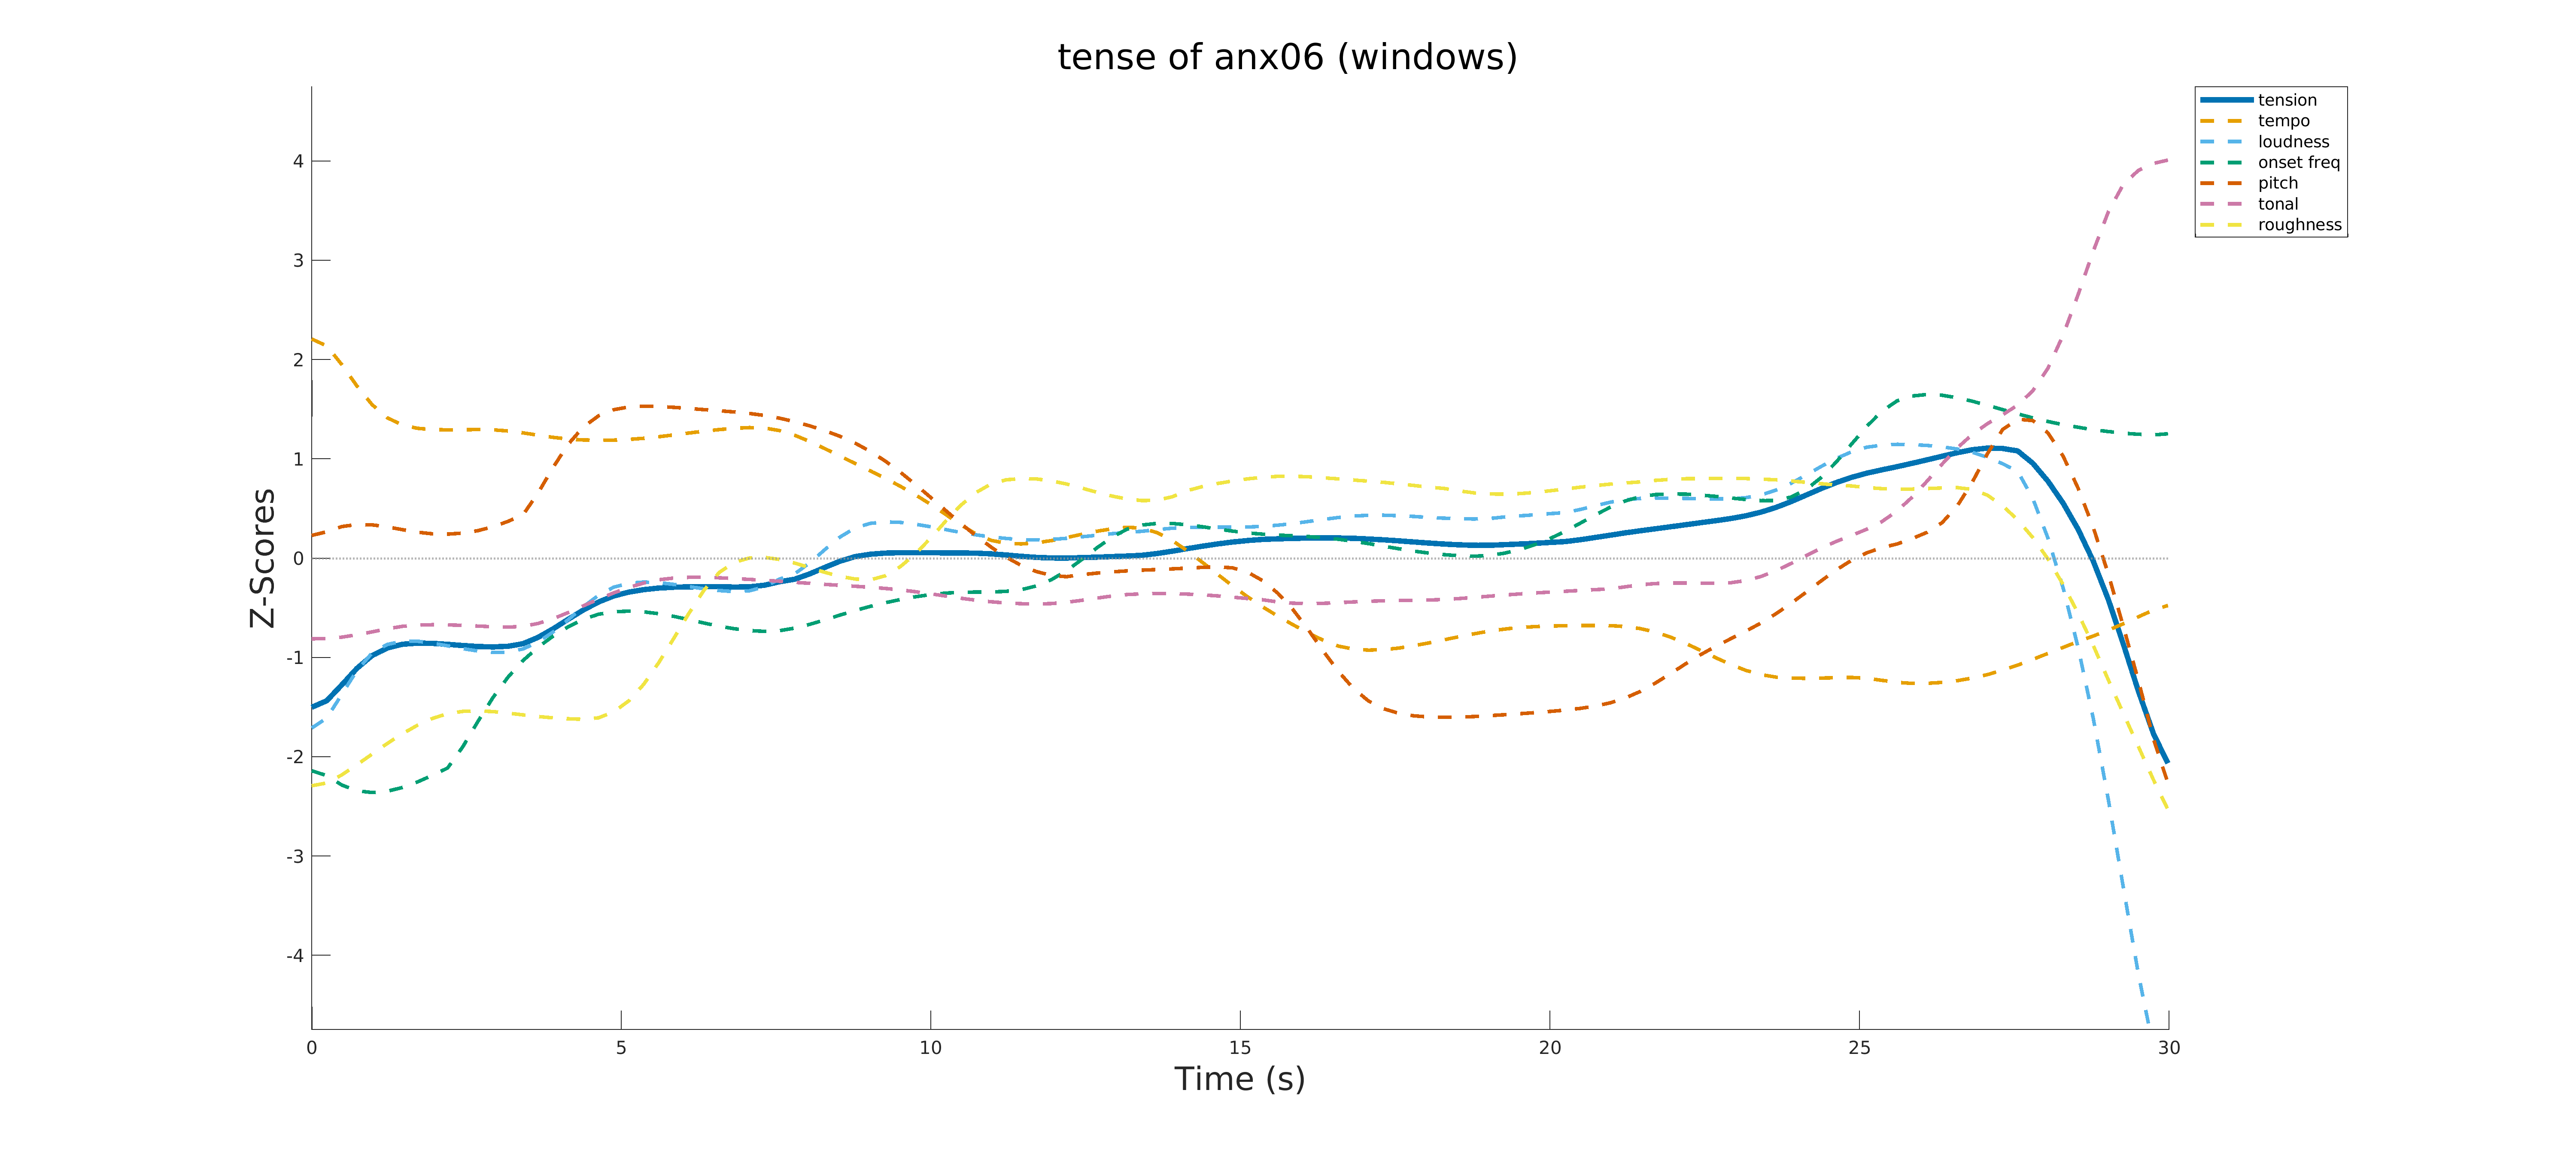 tense of anx06 (windows)
tension
tempo
loudness
onset freq
pitch
tonal
roughness
Z-Scores
4
3
2
1
0
-1
-2
-3
-4
0 5 10 15 20 25 30
Time (s)